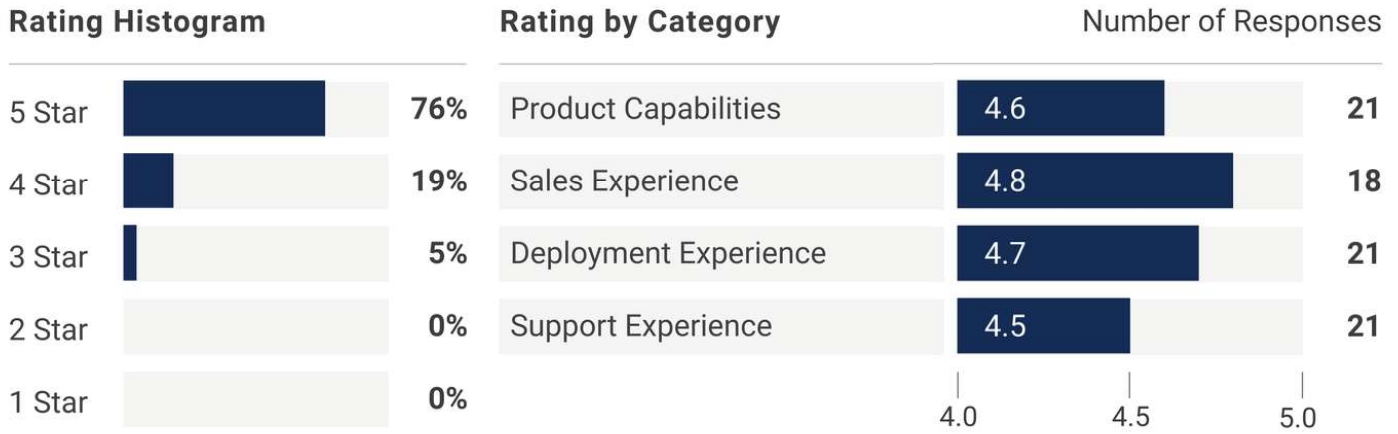 Rating Histogram
5 Star 76%
4 Star 19%
3 Star 5%
2 Star 0%
1 Star 0%
Rating by Category Number of Responses
Product Capabilities 4.6 21
Sales Experience 4.8 18
Deployment Experience 4.7 21
Support Experience 4.5 21
4.0 4.5 5.0